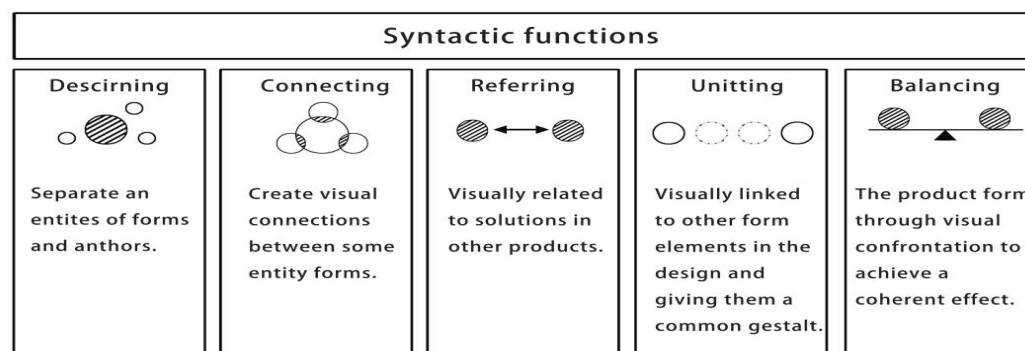 Syntactic functions
Descirning
Separate an
entites of forms
and anthors.
Connecting
Create visual
connections
between some
entity forms.
Referring
Visually related
to solutions in
other products.
Unitting
Visually linked
to other form
elements in the
design and
giving them a
common gestalt.
Balancing
The product form
through visual
confrontation to
achieve a
coherent effect.